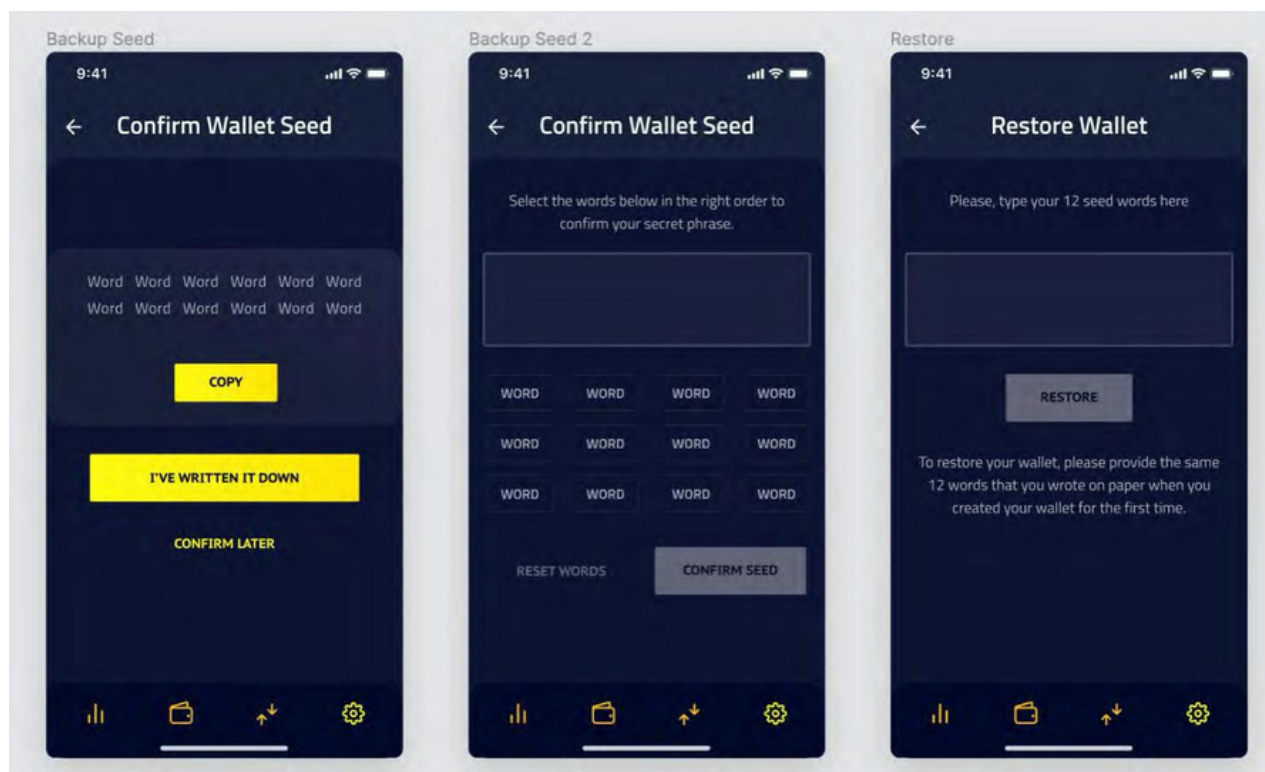 Backup Seed
9:41
Confirm Wallet Seed
Word Word Word Word Word Word
Word Word Word Word Word Word
COPY
I'VE WRITTEN IT DOWN
CONFIRM LATER
Backup Seed 2
9:41
Confirm Wallet Seed
Select the words below in the right order to
confirm your secret phrase.
WORD WORD WORD WORD
WORD WORD WORD WORD
WORD WORD WORD WORD
RESET WORDS CONFIRM SEED
Restore
9:41
Restore Wallet
Please, type your 12 seed words here
RESTORE
To restore your wallet, please provide the same
12 words that you wrote on paper when you
created your wallet for the first time.